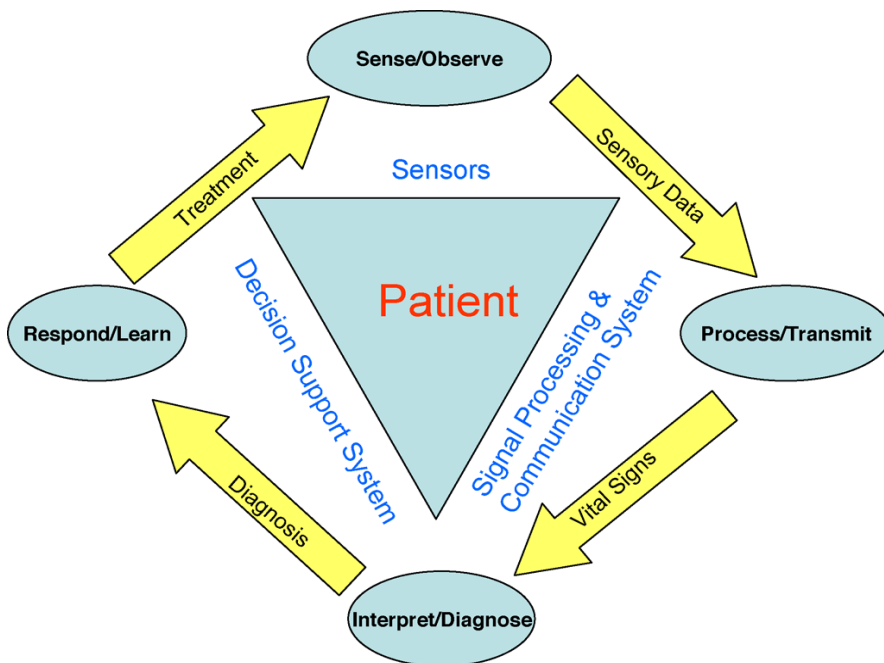 Sense/Observe
Sensory Data
Treatment
Sensors
Patient
Decision Support System
Signal Processing &
Communication System
Respond/Learn
Process/Transmit
Vital Signs
Diagnosis
Interpret/Diagnose